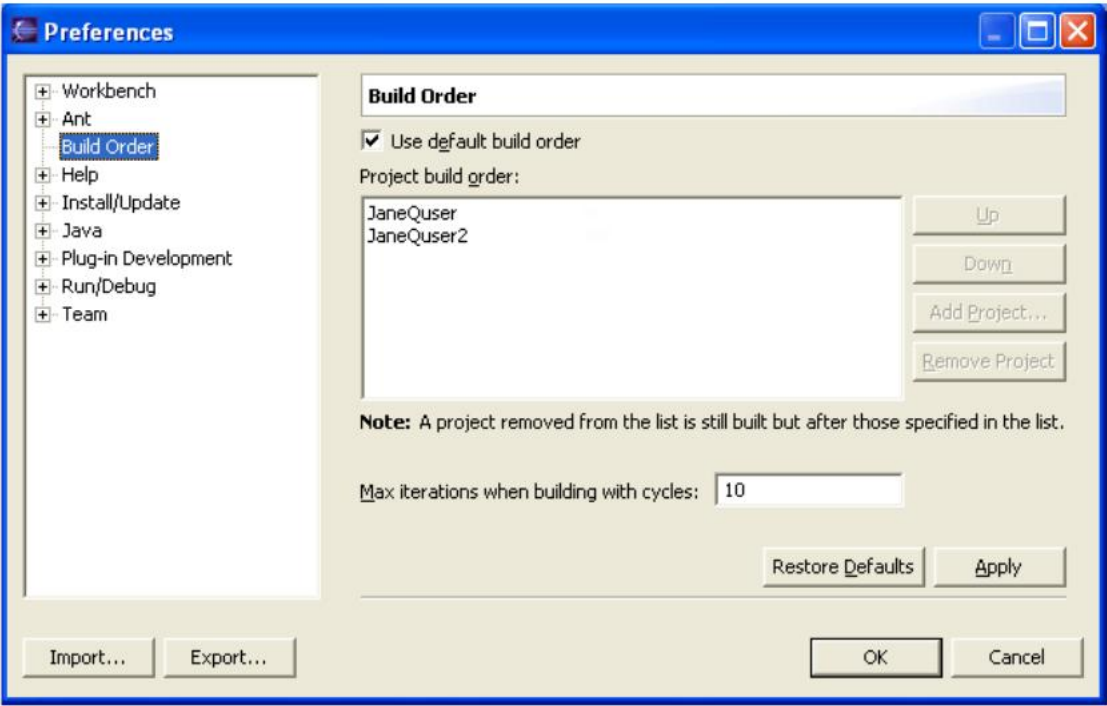 Preferences
Workbench
Ant
Build Order
Help
Install/Update
Java
Plug-in Development
Run/Debug
Team
Build Order
Use default build order
Project build order:
JaneQuser
JaneQuser2
Up
Down
Add Project...
Remove Project
Note: A project removed from the list is still built but after those specified in the list.
Max iterations when building with cycles: 10
Restore Defaults Apply
Import... Export... OK Cancel